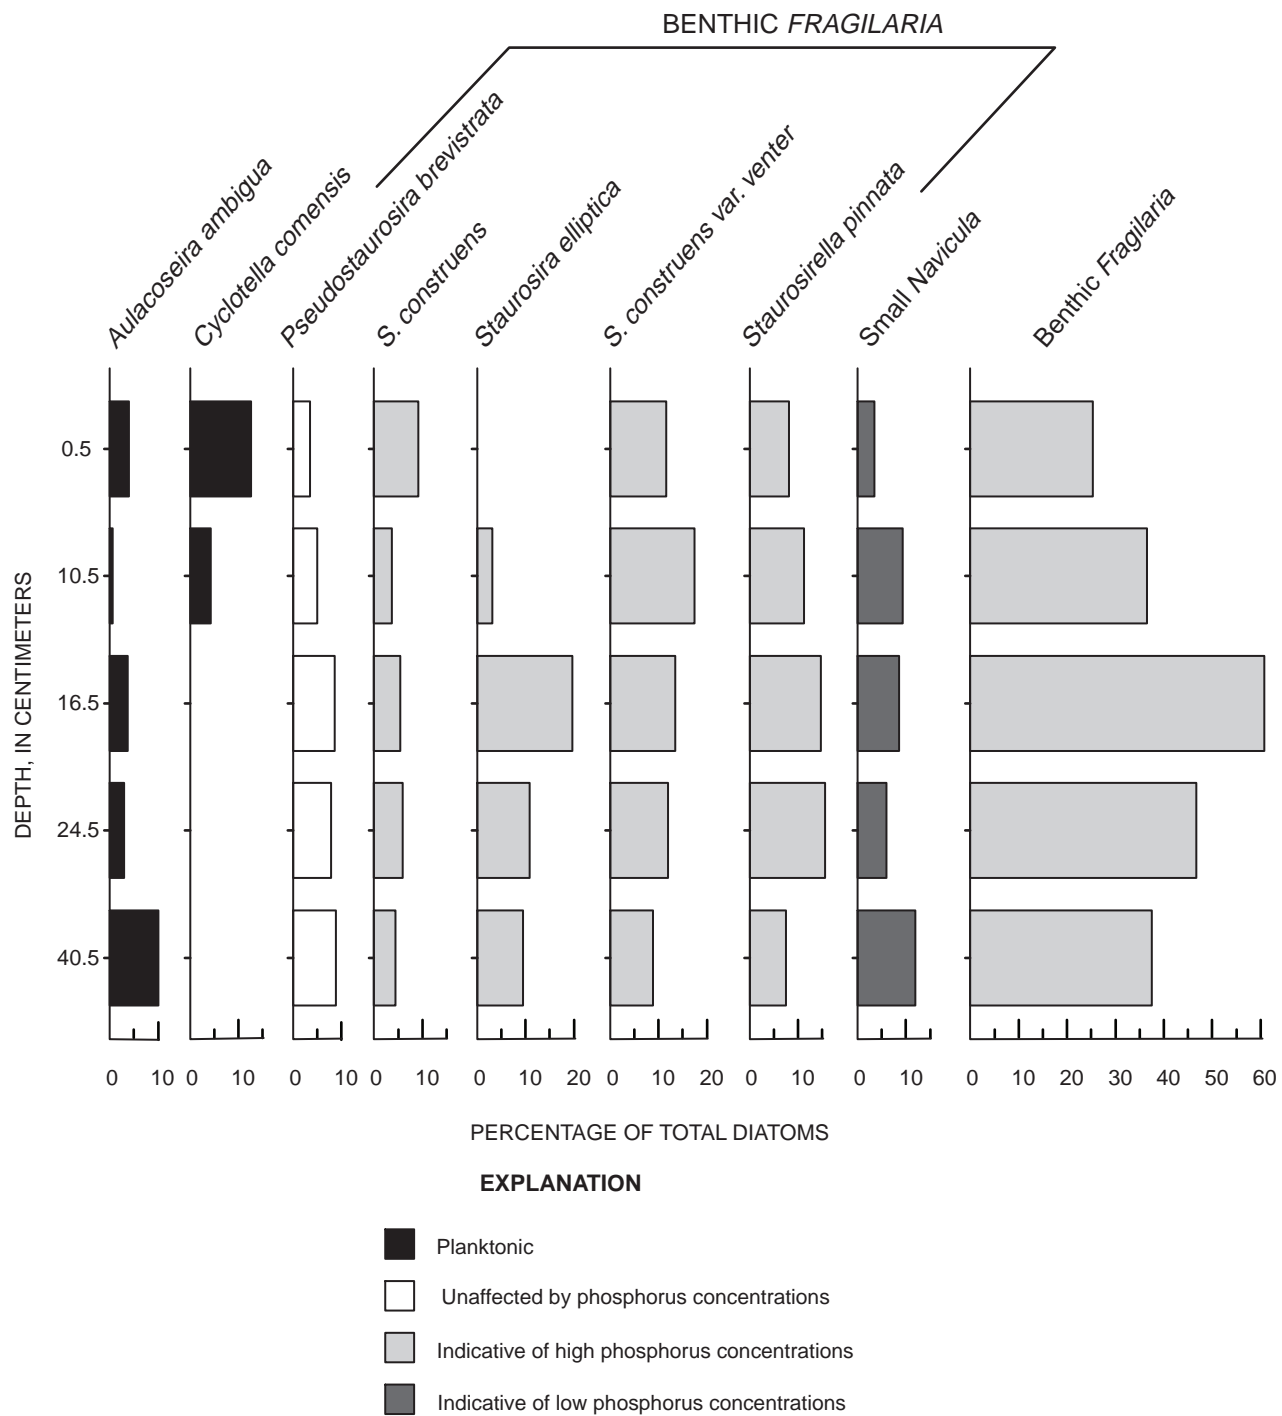 BENTHIC FRAGILARIA
Aulacoseira ambigua
Cyclotella comensis
Pseudostaurosira brevistrata
S. construens
Staurosira elliptica
S. construens var. venter
Staurosirella pinnata
Small Navicula
Benthic Fragilaria
DEPTH, IN CENTIMETERS
0.5
10.5
16.5
24.5
40.5
0 10 0 10 0 10 0 10 0 10 20 0 10 20 0 10 0 10 0 10 20 30 40 50 60
PERCENTAGE OF TOTAL DIATOMS
EXPLANATION
Planktonic
Unaffected by phosphorus concentrations
Indicative of high phosphorus concentrations
Indicative of low phosphorus concentrations